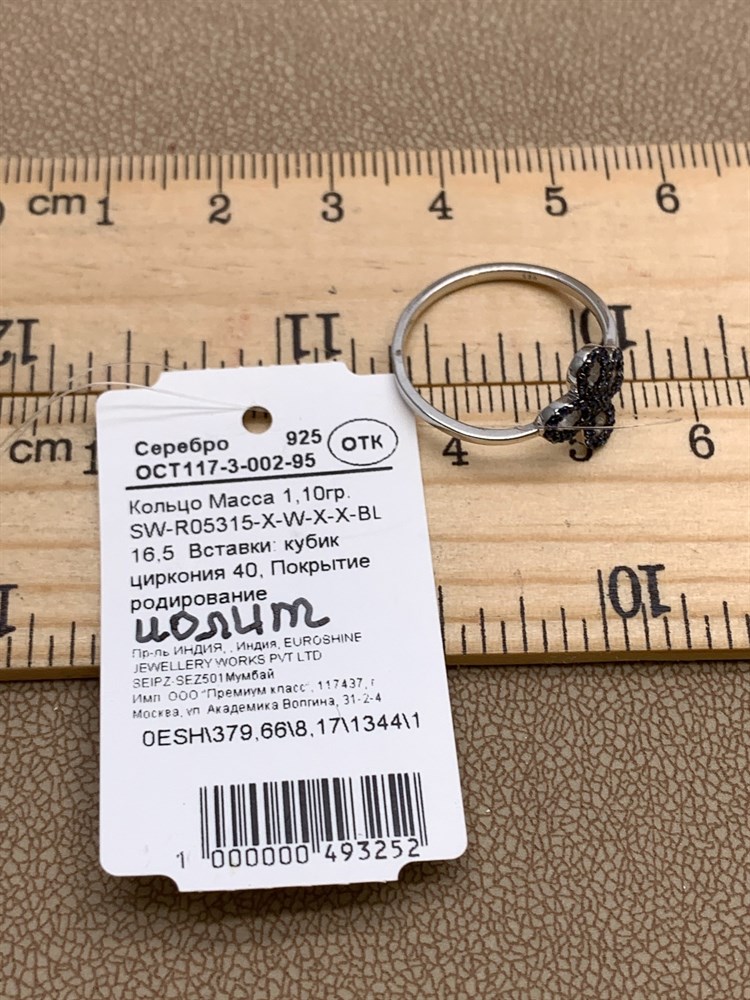 cm 1 2 3 4 5 6
12 11 10
cm 1 4 5 6
10
Серебро 925 ОТК
ОСТ117-3-002-95
Кольцо Масса 1,10гр.
SW-R05315-X-W-X-X-BL
16,5 Вставки: кубик
циркония 40, Покрытие
родирование
иолит
Пр-ль ИНДИЯ, , Индия, EUROSHINE
JEWELLERY WORKS PVT LTD
SEIPZ-SEZ501Мумбай
Имп. ООО "Премиум класс", 117437, г
Москва, ул. Академика Волгина, 31-2-4
0ESH\379,66\8,17\1344\1
1 000000 493252